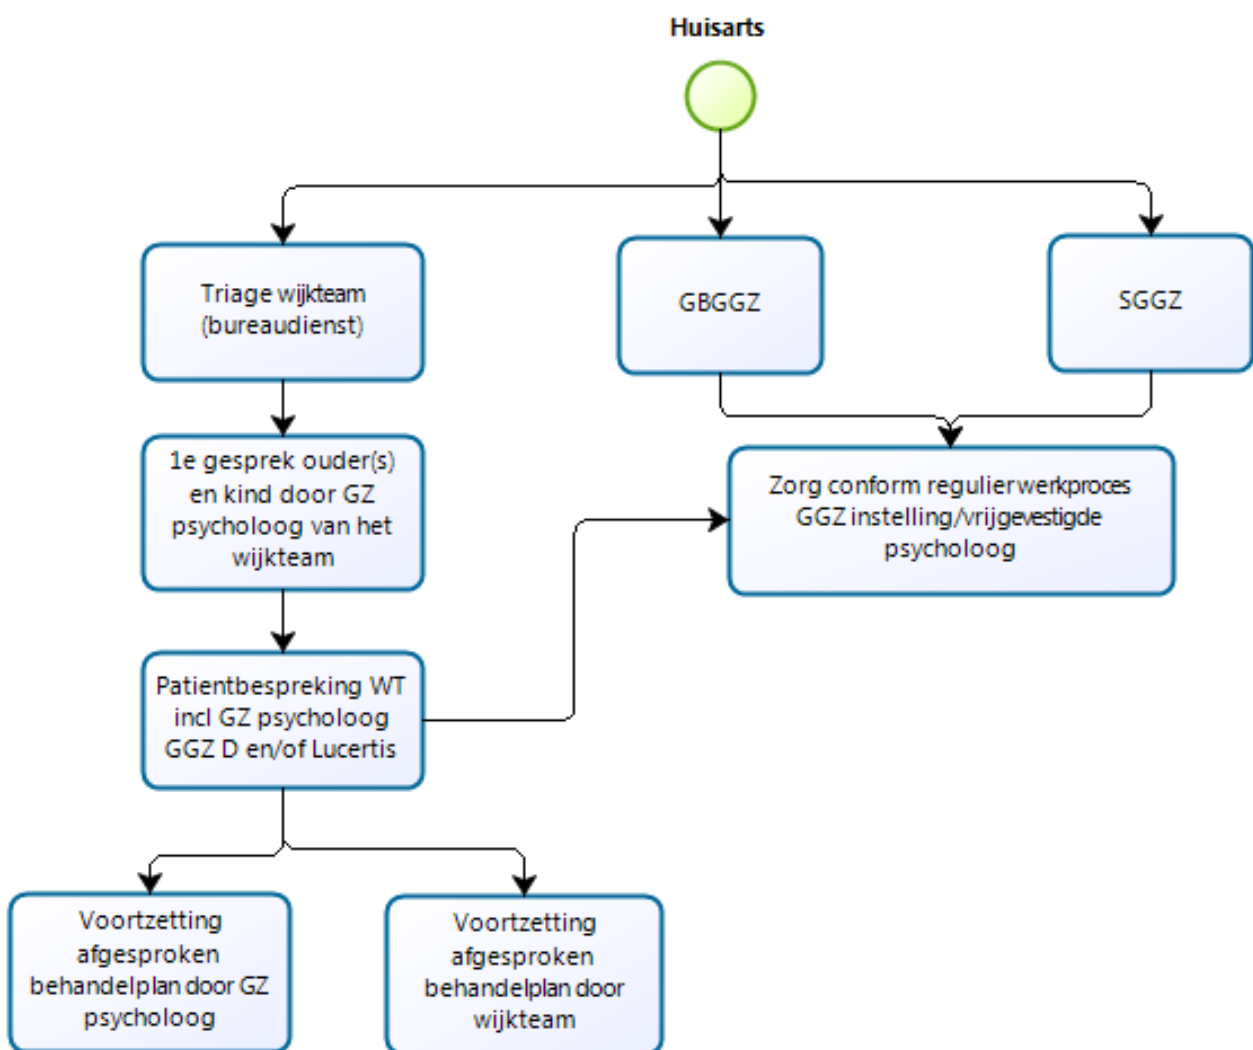 Huisarts
Triage wijkteam
(bureaudienst)
GBGGZ
SGGZ
1e gesprek ouder(s)
en kind door GZ
psycholoog van het
wijkteam
Zorg conform regulier werkproces
GGZ instelling/vrijgevestigde
psycholoog
Patientbespreking WT
incl GZ psycholoog
GGZ D en/of Lucertis
Voortzetting
afgesproken
behandelplan door GZ
psycholoog
Voortzetting
afgesproken
behandelplan door
wijkteam